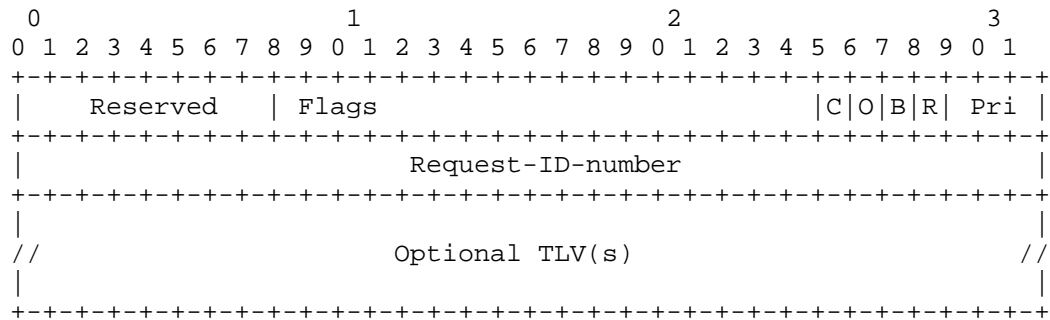 0                   1                   2                   3
0 1 2 3 4 5 6 7 8 9 0 1 2 3 4 5 6 7 8 9 0 1 2 3 4 5 6 7 8 9 0 1
+-+-+-+-+-+-+-+-+-+-+-+-+-+-+-+-+-+-+-+-+-+-+-+-+-+-+-+-+-+-+-+-+
|    Reserved   | Flags                           |C|O|B|R| Pri |
+-+-+-+-+-+-+-+-+-+-+-+-+-+-+-+-+-+-+-+-+-+-+-+-+-+-+-+-+-+-+-+-+
|                        Request-ID-number                      |
+-+-+-+-+-+-+-+-+-+-+-+-+-+-+-+-+-+-+-+-+-+-+-+-+-+-+-+-+-+-+-+-+
|                                                               |
//                      Optional TLV(s)                        //
|                                                               |
+-+-+-+-+-+-+-+-+-+-+-+-+-+-+-+-+-+-+-+-+-+-+-+-+-+-+-+-+-+-+-+-+